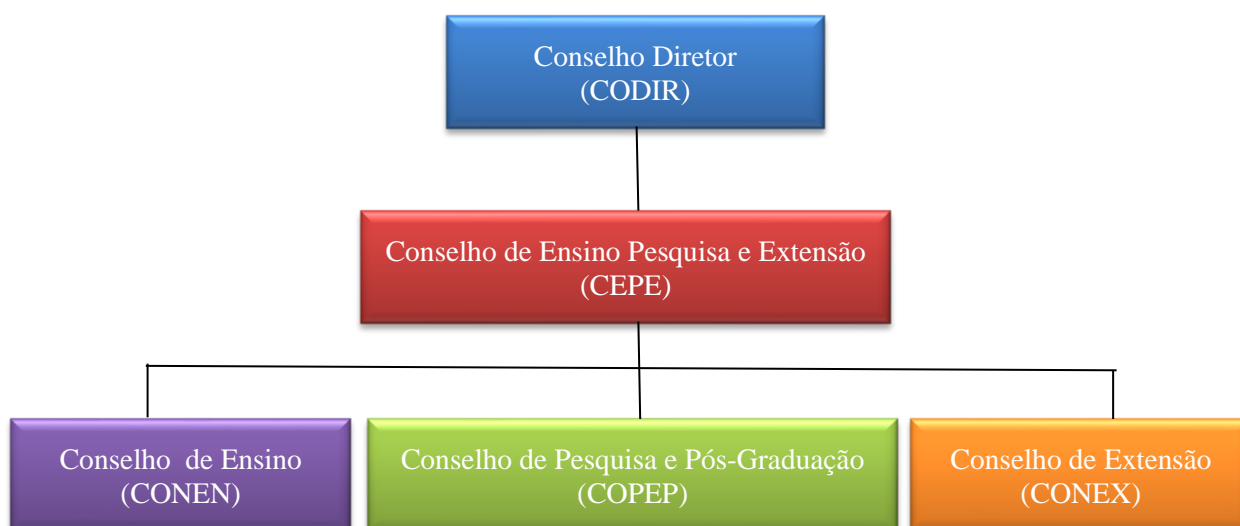 Conselho Diretor
(CODIR)
Conselho de Ensino Pesquisa e Extensão
(CEPE)
Conselho de Ensino
(CONEN)
Conselho de Pesquisa e Pós-Graduação
(COPEP)
Conselho de Extensão
(CONEX)